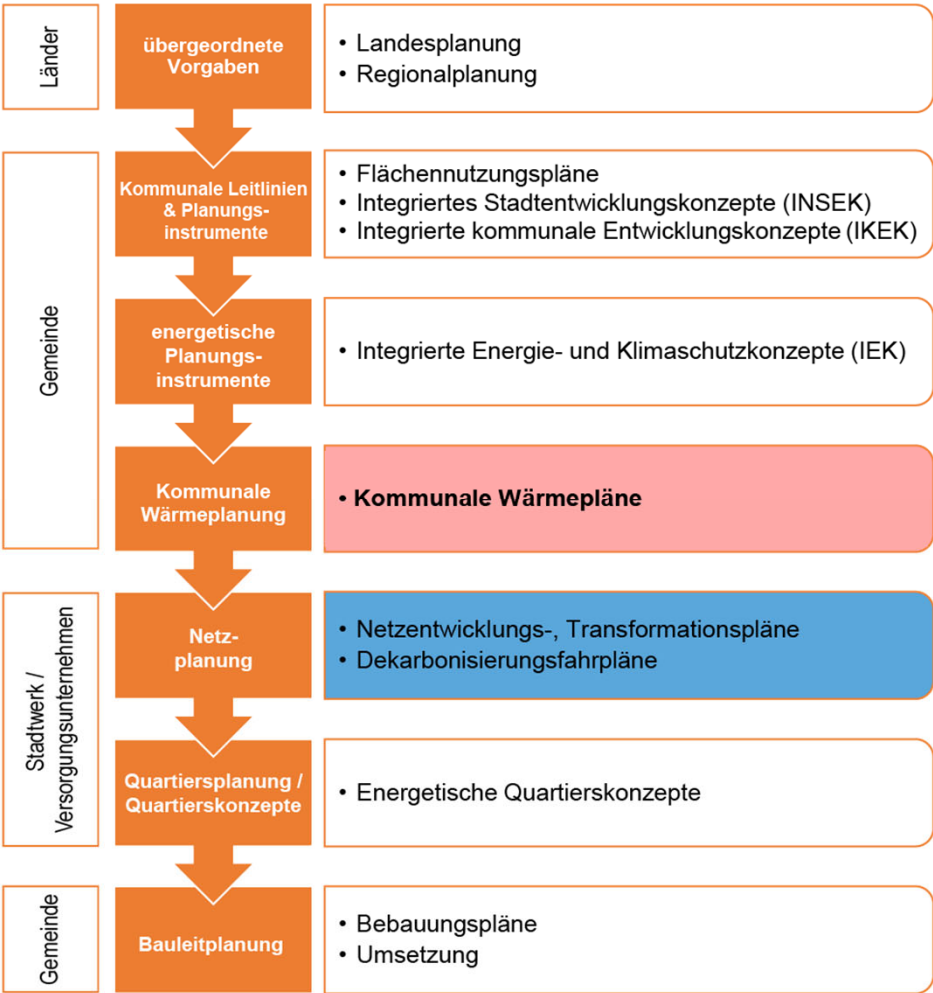 Länder
übergeordnete
Vorgaben
• Landesplanung
• Regionalplanung
Gemeinde
Kommunale Leitlinien
& Planungs-
instrumente
• Flächennutzungspläne
• Integriertes Stadtentwicklungskonzepte (INSEK)
• Integrierte kommunale Entwicklungskonzepte (IKEK)
energetische
Planungs-
instrumente
• Integrierte Energie- und Klimaschutzkonzepte (IEK)
Kommunale
Wärmeplanung
• Kommunale Wärmepläne
Stadtwerk /
Versorgungsunternehmen
Netz-
planung
• Netzentwicklungs-, Transformationspläne
• Dekarbonisierungsfahrpläne
Quartiersplanung /
Quartierskonzepte
• Energetische Quartierskonzepte
Gemeinde
Bauleitplanung
• Bebauungspläne
• Umsetzung